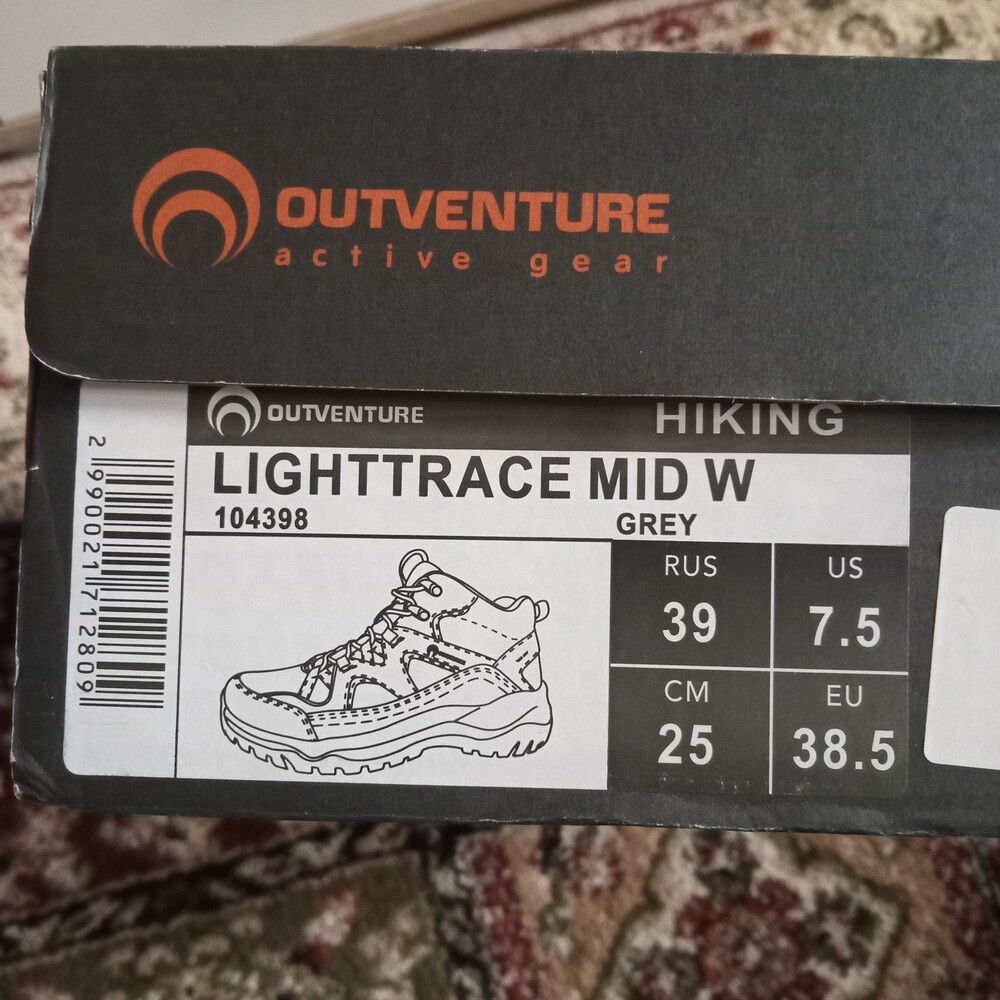 OUTVENTURE
active gear
OUTVENTURE
HIKING
LIGHTTRACE MID W
104398
GREY
RUS
39
US
7.5
CM
25
EU
38.5
2 990021 712809